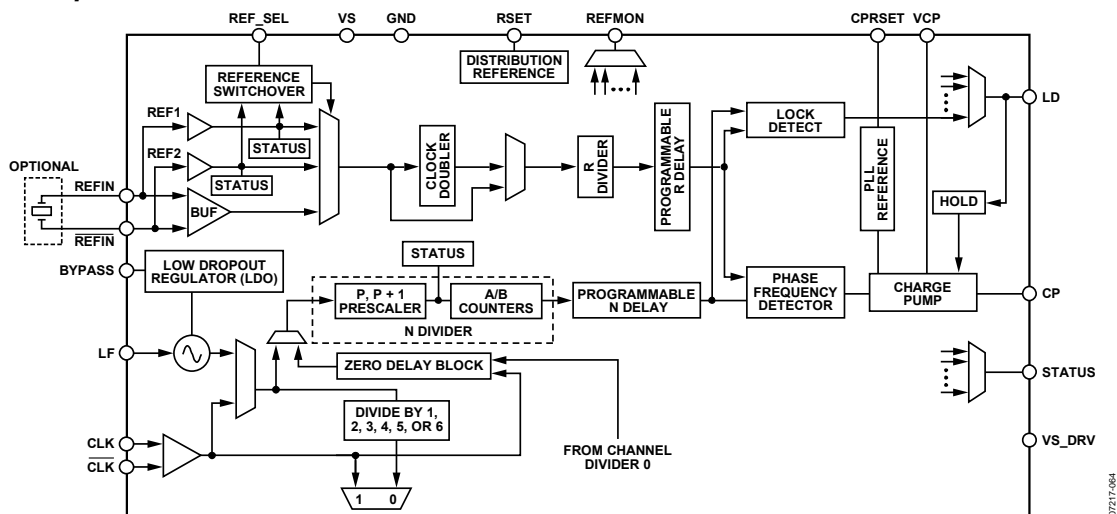 REF_SEL
VS
GND
RSET
REFMON
CPRSET
VCP
DISTRIBUTION
REFERENCE
REFERENCE
SWITCHOVER
REF1
STATUS
REF2
STATUS
OPTIONAL
REFIN
BUF
REFIN
CLOCK
DOUBLER
R
DIVIDER
PROGRAMMABLE
R DELAY
LOCK
DETECT
PLL
REFERENCE
LD
HOLD
BYPASS
LOW DROPOUT
REGULATOR (LDO)
STATUS
P, P + 1
PRESCALER
A/B
COUNTERS
N DIVIDER
PROGRAMMABLE
N DELAY
PHASE
FREQUENCY
DETECTOR
CHARGE
PUMP
CP
LF
ZERO DELAY BLOCK
STATUS
DIVIDE BY 1,
2, 3, 4, 5, OR 6
FROM CHANNEL
DIVIDER 0
CLK
CLK
VS_DRV
1 0
07217-064